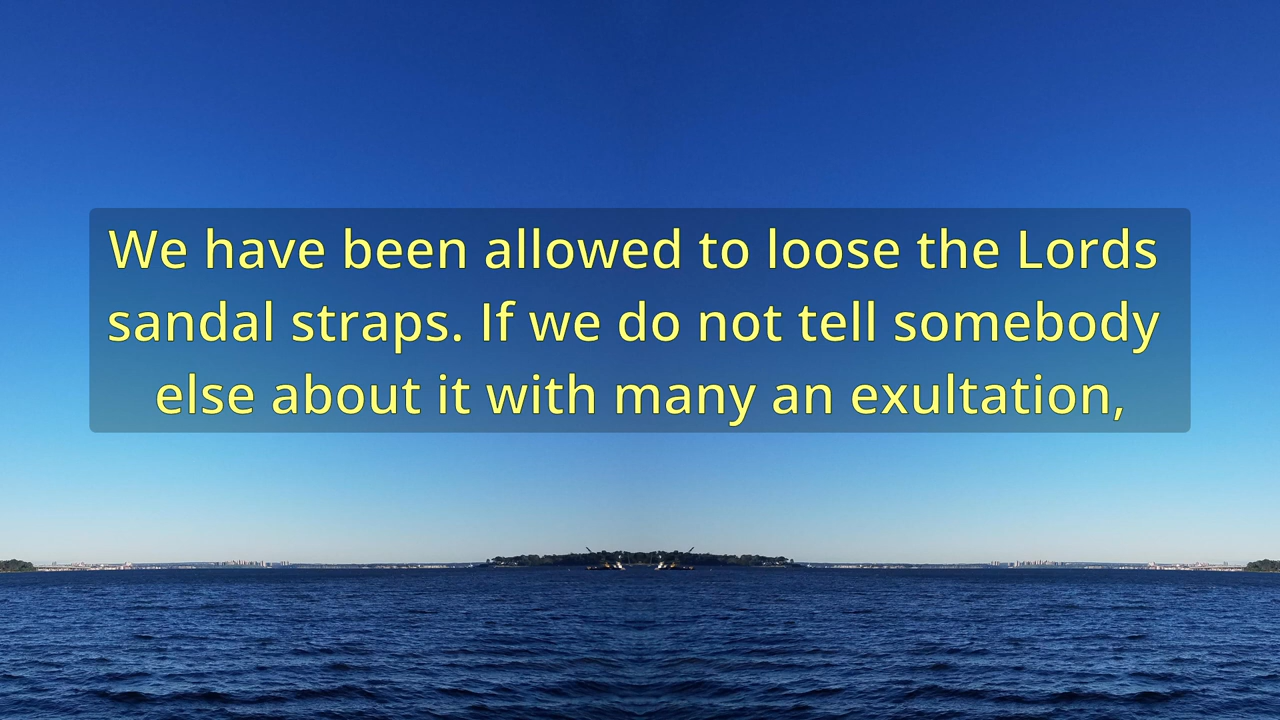 We have been allowed to loose the Lords
sandal straps. If we do not tell somebody
else about it with many an exultation,